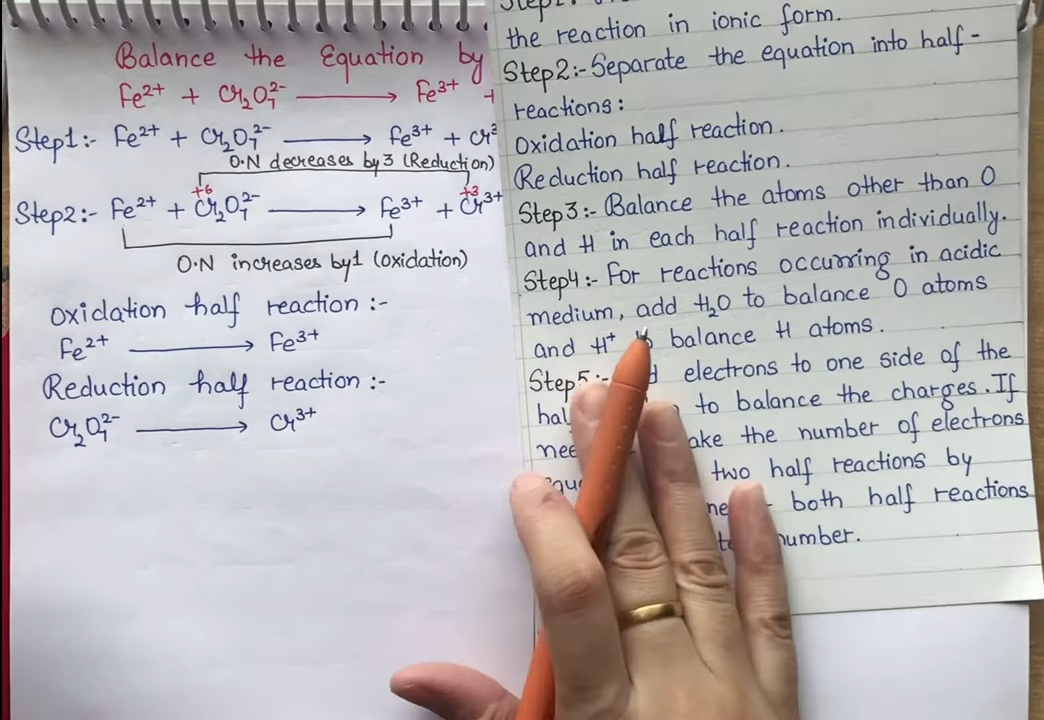 Balance the Equation by
Fe²⁺ + Cr₂O₇²⁻ → Fe³⁺ +
Step1:- Fe²⁺ + Cr₂O₇²⁻ → Fe³⁺ + Cr³
O.N decreases by 3 (Reduction)
+6 +3
Step2:- Fe²⁺ + Cr₂O₇²⁻ → Fe³⁺ + Cr³⁺
O.N increases by 1 (oxidation)
Oxidation half reaction :-
Fe²⁺ → Fe³⁺
Reduction half reaction :-
Cr₂O₇²⁻ → Cr³⁺
the reaction in ionic form.
Step2:- Separate the equation into half-
reactions:
Oxidation half reaction.
Reduction half reaction.
Step3:- Balance the atoms other than O
and H in each half reaction individually.
Step4:- For reactions occurring in acidic
medium, add H₂O to balance O atoms
and H⁺ balance H atoms.
Step5:- electrons to one side of the
to balance the charges. If
the number of electrons
two half reactions by
both half reactions
number.